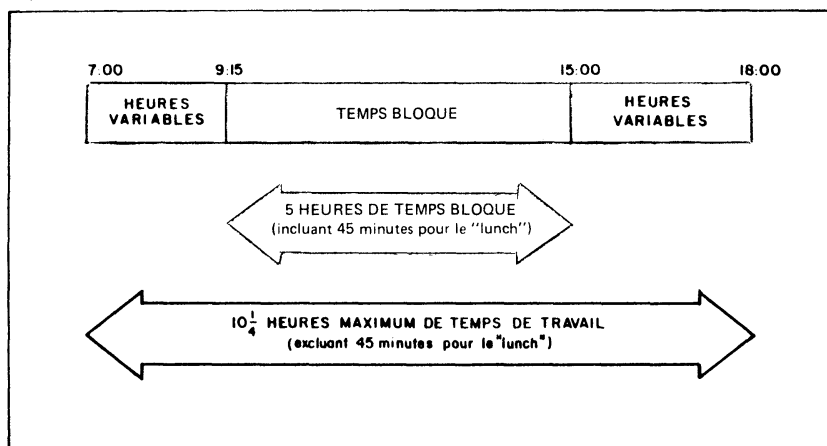 7:00 9:15 15:00 18:00
HEURES
VARIABLES
TEMPS BLOQUE
HEURES
VARIABLES
5 HEURES DE TEMPS BLOQUE
(incluant 45 minutes pour le "lunch")
10 1/4 HEURES MAXIMUM DE TEMPS DE TRAVAIL
(excluant 45 minutes pour le "lunch")